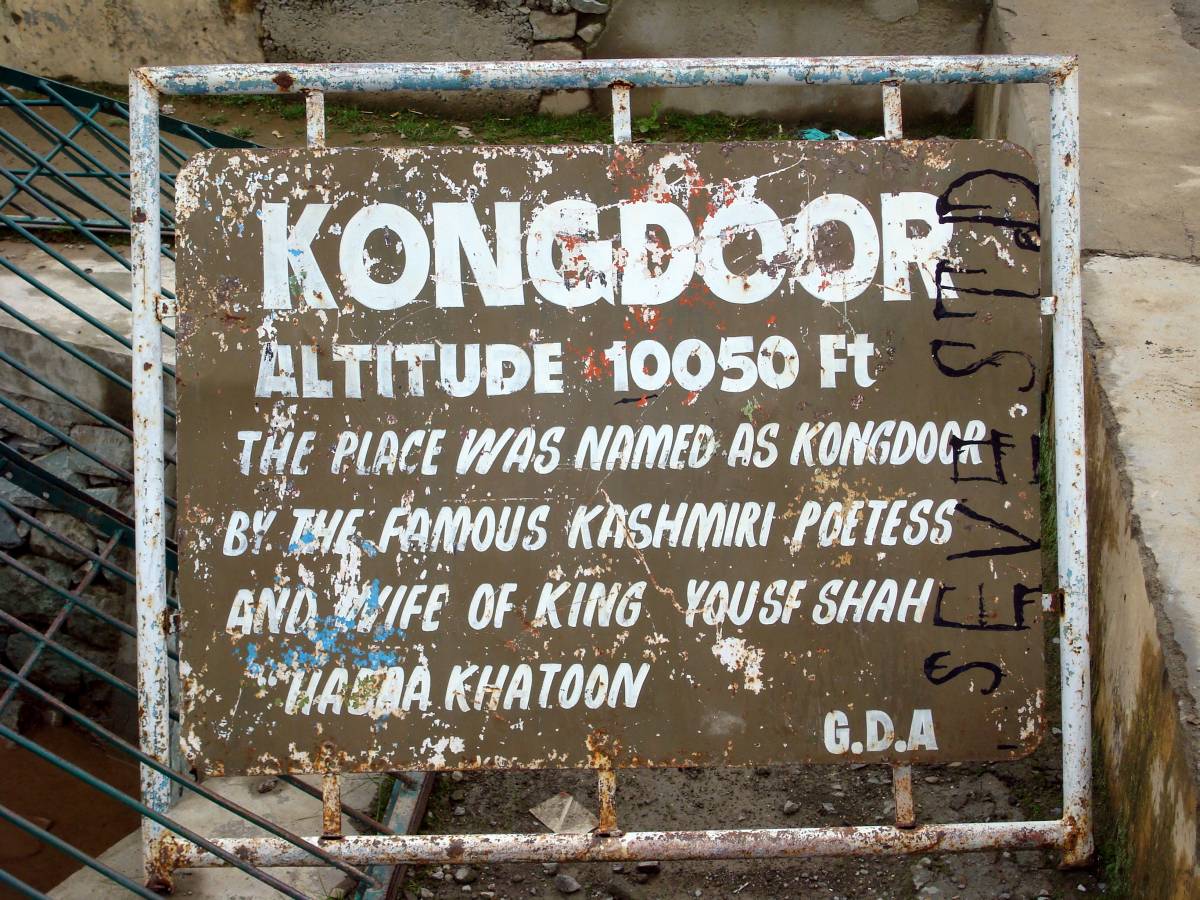 KONGDOOR
ALTITUDE 10050 Ft
THE PLACE WAS NAMED AS KONGDOOR
BY THE FAMOUS KASHMIRI POETESS
AND WIFE OF KING YOUSF SHAH
"HABAA KHATOON
G.D.A